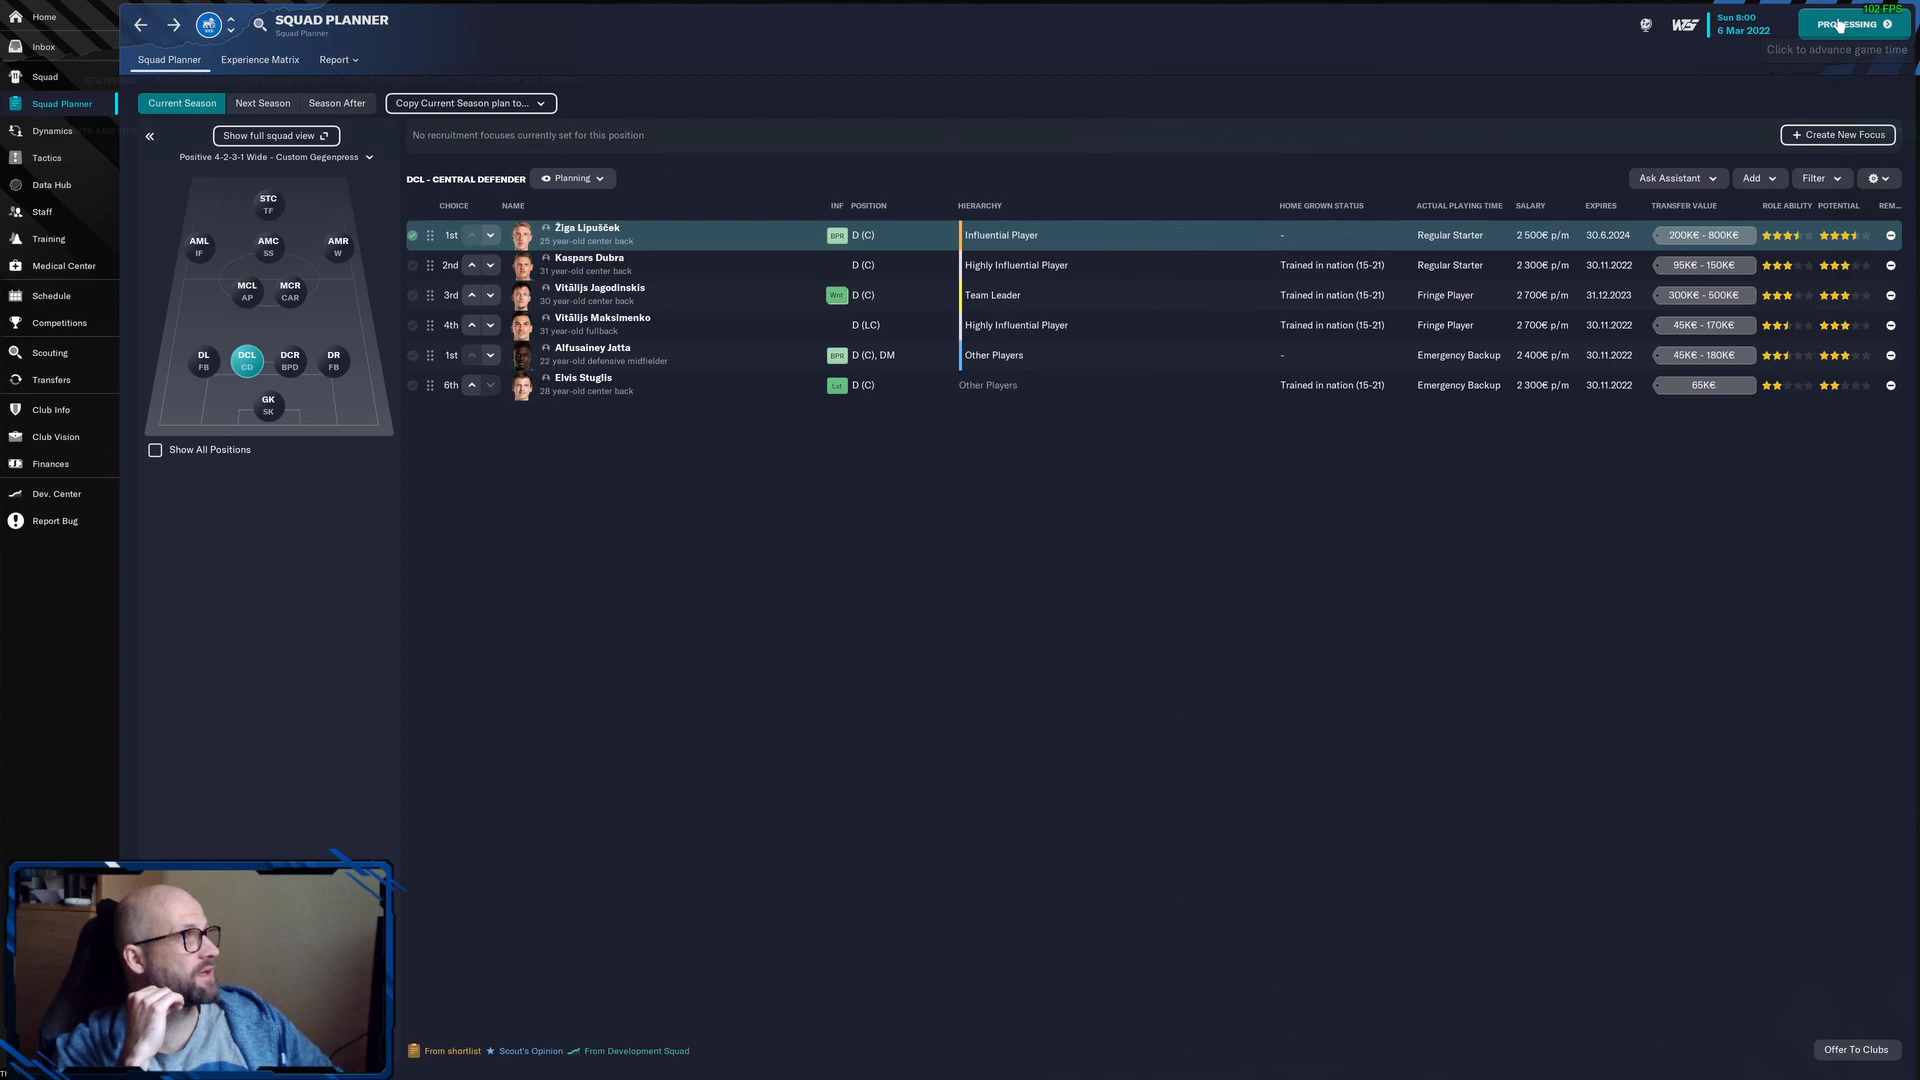 Home
Inbox
Squad
Squad Planner
Dynamics
Tactics
Data Hub
Staff
Training
Medical Center
Schedule
Competitions
Scouting
Transfers
Club Info
Club Vision
Finances
Dev. Center
Report Bug
SQUAD PLANNER
Squad Planner
Sun 8:00
6 Mar 2022
102 FPS
PROCESSING
Click to advance game time
Squad Planner Experience Matrix Report
Current Season Next Season Season After Copy Current Season plan to...
Show full squad view
Positive 4-2-3-1 Wide - Custom Gegenpress
STC
TF
AML AMC AMR
IF SS W
MCL MCR
AP CAR
DL DCL DCR DR
FB CD BPD FB
GK
SK
Show All Positions
No recruitment focuses currently set for this position
+ Create New Focus
DCL - CENTRAL DEFENDER Planning
Ask Assistant Add Filter
CHOICE NAME INF POSITION HIERARCHY HOME GROWN STATUS ACTUAL PLAYING TIME SALARY EXPIRES TRANSFER VALUE ROLE ABILITY POTENTIAL REM...
1st Žiga Lipušček BPR D (C) Influential Player - Regular Starter 2 500€ p/m 30.6.2024 200K€ - 800K€
25 year-old center back
2nd Kaspars Dubra D (C) Highly Influential Player Trained in nation (15-21) Regular Starter 2 300€ p/m 30.11.2022 95K€ - 150K€
31 year-old center back
3rd Vitālijs Jagodinskis Wnt D (C) Team Leader Trained in nation (15-21) Fringe Player 2 700€ p/m 31.12.2023 300K€ - 500K€
30 year-old center back
4th Vitālijs Maksimenko D (LC) Highly Influential Player Trained in nation (15-21) Fringe Player 2 700€ p/m 30.11.2022 45K€ - 170K€
31 year-old fullback
1st Alfusainey Jatta BPR D (C), DM Other Players - Emergency Backup 2 400€ p/m 30.11.2022 45K€ - 180K€
22 year-old defensive midfielder
6th Elvis Stuglis Lst D (C) Other Players Trained in nation (15-21) Emergency Backup 2 300€ p/m 30.11.2022 65K€
28 year-old center back
From shortlist Scout's Opinion From Development Squad
Offer To Clubs